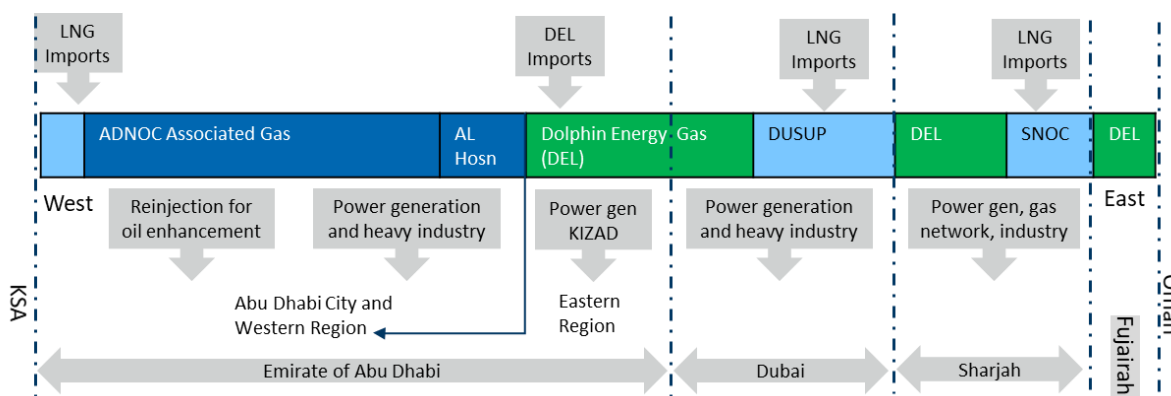 LNG
Imports
DEL
Imports
LNG
Imports
LNG
Imports
ADNOC Associated Gas
AL
Hosn
Dolphin Energy Gas
(DEL)
DUSUP
DEL
SNOC
DEL
West
East
Reinjection for
oil enhancement
Power generation
and heavy industry
Power gen
KIZAD
Power generation
and heavy industry
Power gen, gas
network, industry
KSA
Abu Dhabi City and
Western Region
Eastern
Region
Oman
Fujairah
Emirate of Abu Dhabi
Dubai
Sharjah